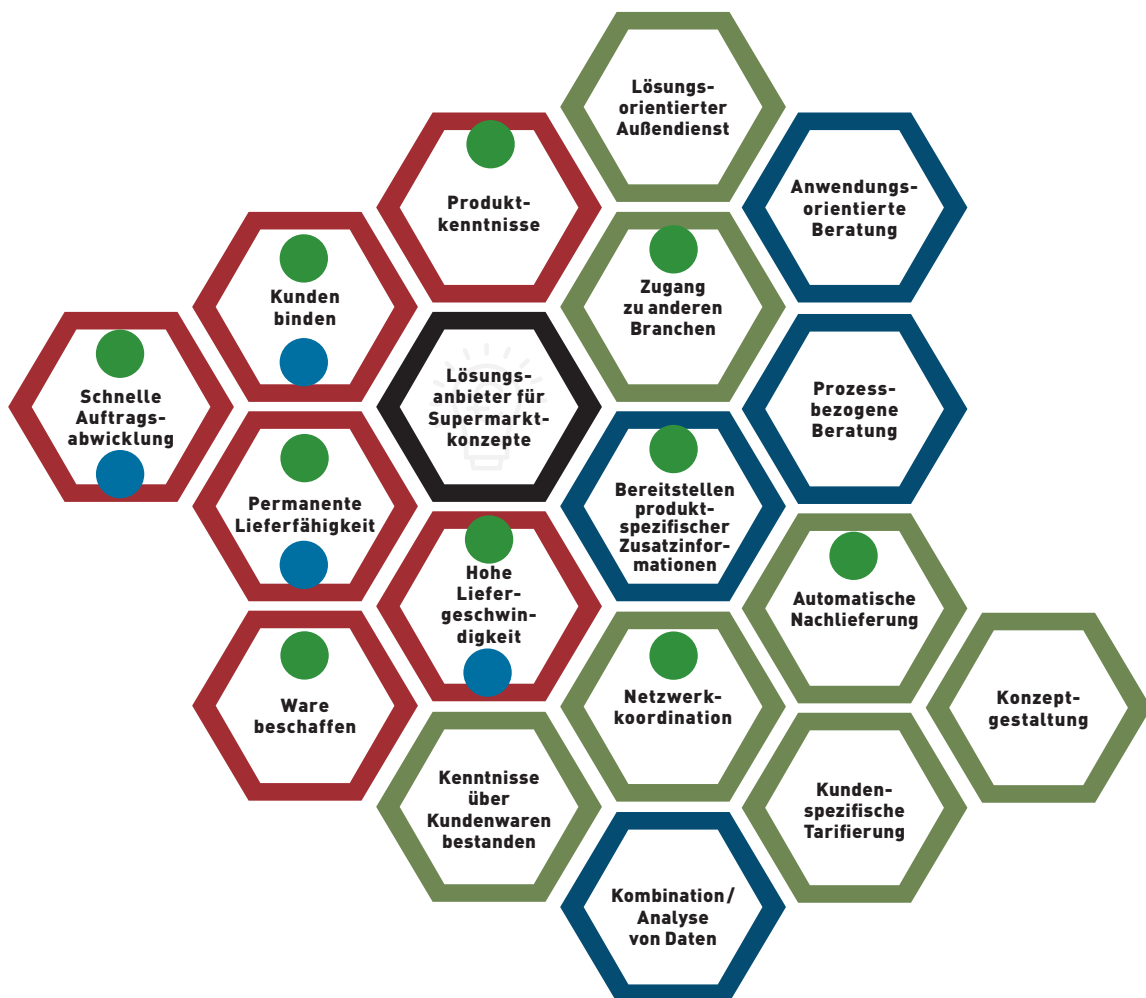 Lösungs-
orientierter
Außendienst
Produkt-
kenntnisse
Anwendungs-
orientierte
Beratung
Kunden
binden
Zugang
zu anderen
Branchen
Schnelle
Auftrags-
abwicklung
Lösungs-
anbieter für
Supermarkt-
konzepte
Prozess-
bezogene
Beratung
Permanente
Lieferfähigkeit
Bereitstellen
produkt-
spezifischer
Zusatzinfor-
mationen
Hohe
Liefer-
geschwin-
digkeit
Automatische
Nachlieferung
Ware
beschaffen
Netzwerk-
koordination
Konzept-
gestaltung
Kenntnisse
über
Kundenwaren
bestanden
Kunden-
spezifische
Tarifierung
Kombination/
Analyse
von Daten